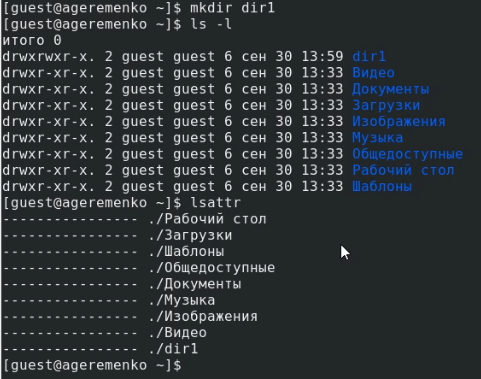 [guest@ageremenko ~]$ mkdir dir1
[guest@ageremenko ~]$ ls -l
итого 0
drwxrwxr-x. 2 guest guest 6 сен 30 13:59 dir1
drwxr-xr-x. 2 guest guest 6 сен 30 13:33 Видео
drwxr-xr-x. 2 guest guest 6 сен 30 13:33 Документы
drwxr-xr-x. 2 guest guest 6 сен 30 13:33 Загрузки
drwxr-xr-x. 2 guest guest 6 сен 30 13:33 Изображения
drwxr-xr-x. 2 guest guest 6 сен 30 13:33 Музыка
drwxr-xr-x. 2 guest guest 6 сен 30 13:33 Общедоступные
drwxr-xr-x. 2 guest guest 6 сен 30 13:33 Рабочий стол
drwxr-xr-x. 2 guest guest 6 сен 30 13:33 Шаблоны
[guest@ageremenko ~]$ lsattr
---------------- ./Рабочий стол
---------------- ./Загрузки
---------------- ./Шаблоны
---------------- ./Общедоступные
---------------- ./Документы
---------------- ./Музыка
---------------- ./Изображения
---------------- ./Видео
---------------- ./dir1
[guest@ageremenko ~]$